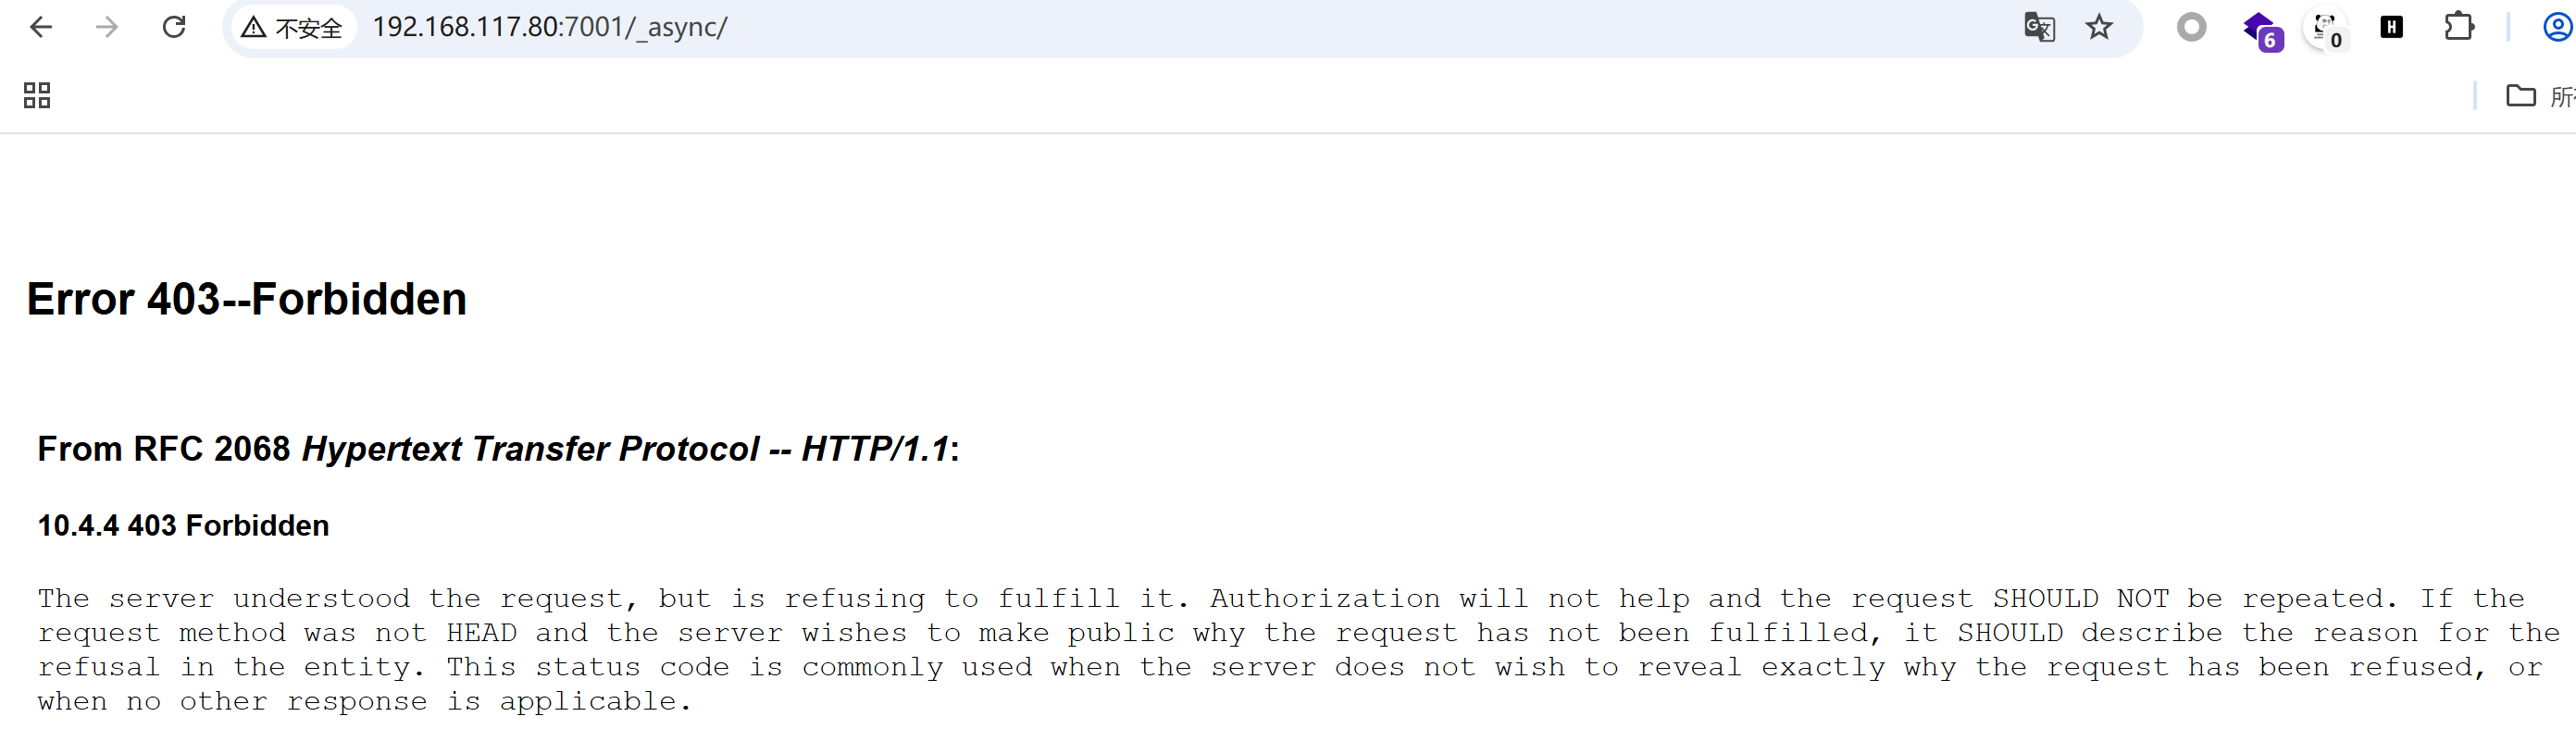 不安全 192.168.117.80:7001/_async/
6
0
H
Error 403--Forbidden
From RFC 2068 Hypertext Transfer Protocol -- HTTP/1.1:
10.4.4 403 Forbidden
The server understood the request, but is refusing to fulfill it. Authorization will not help and the request SHOULD NOT be repeated. If the
request method was not HEAD and the server wishes to make public why the request has not been fulfilled, it SHOULD describe the reason for the
refusal in the entity. This status code is commonly used when the server does not wish to reveal exactly why the request has been refused, or
when no other response is applicable.